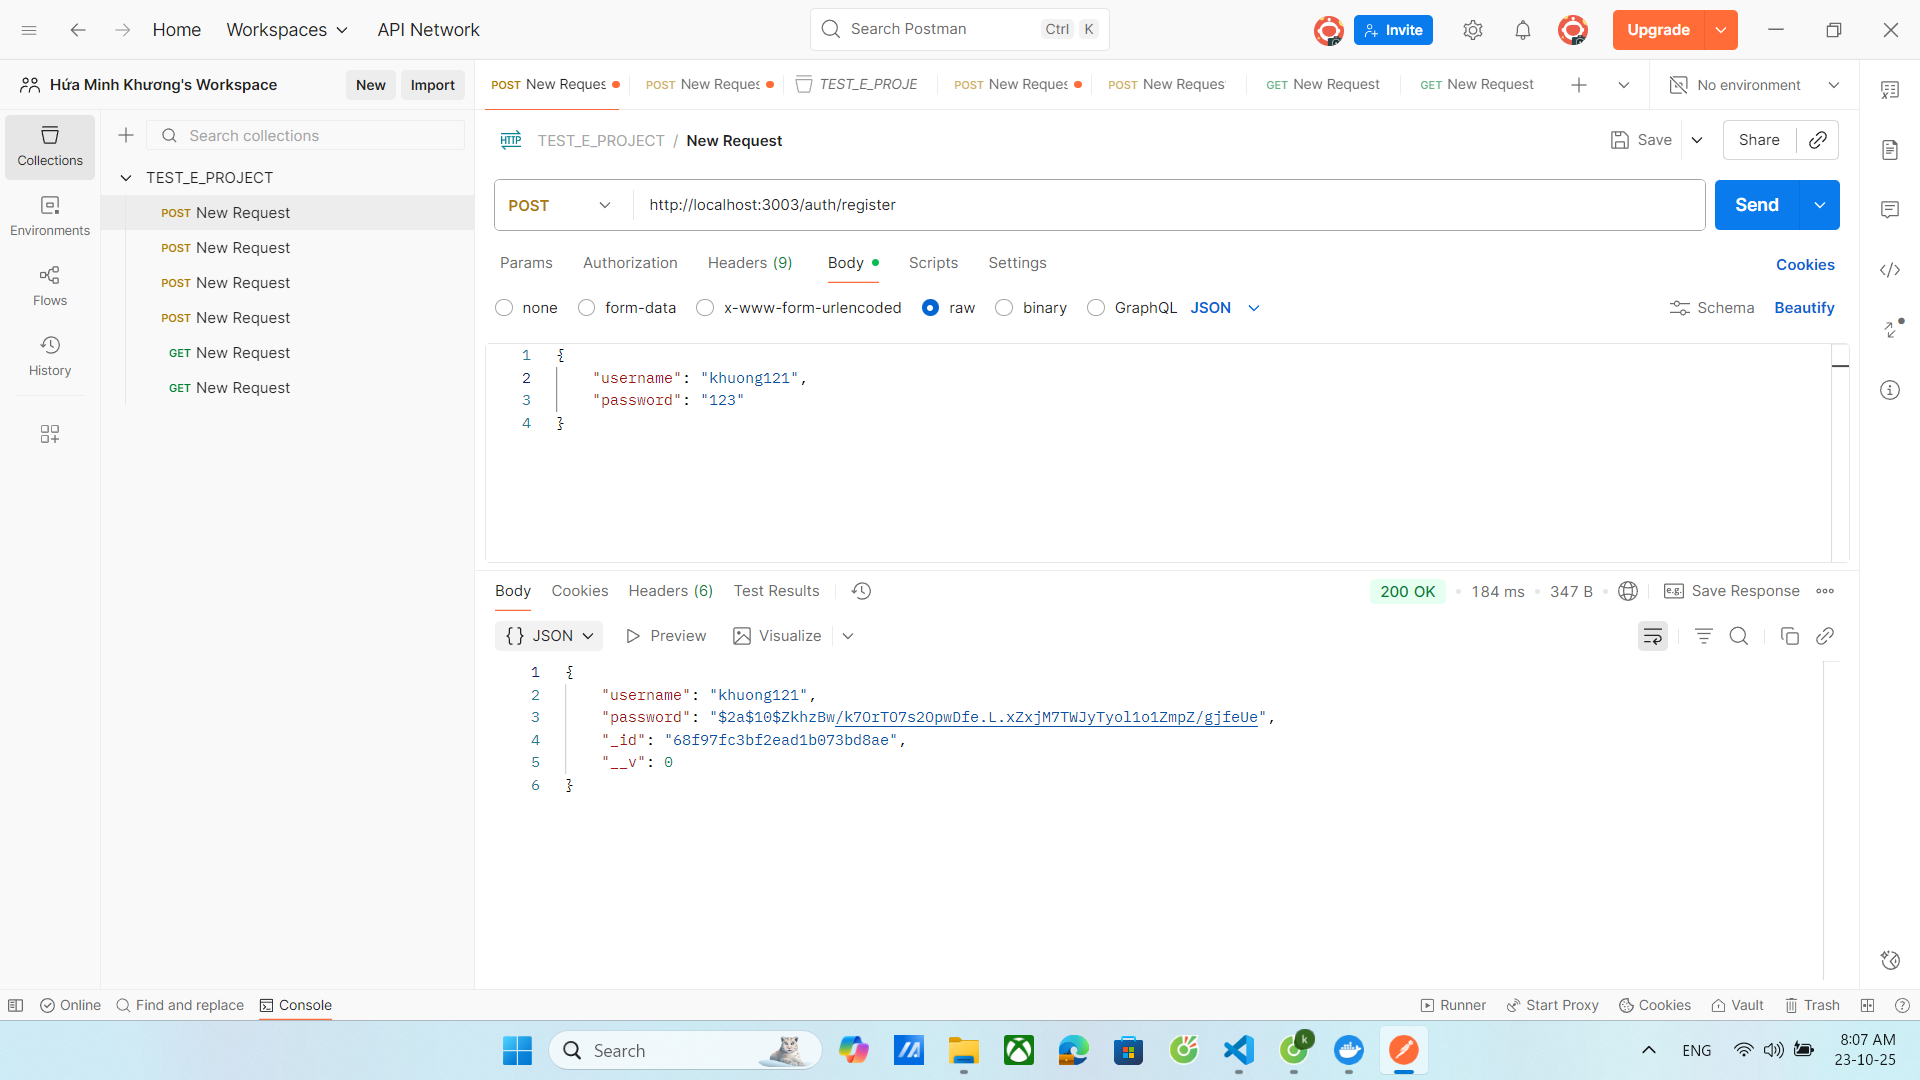 Home Workspaces API Network Search Postman Ctrl K Invite Upgrade
Hứa Minh Khương's Workspace New Import POST New Reques POST New Reques TEST_E_PROJE POST New Reques POST New Reques GET New Request GET New Request No environment
Collections
Environments
Flows
History
Search collections
TEST_E_PROJECT
POST New Request
POST New Request
POST New Request
POST New Request
GET New Request
GET New Request
HTTP TEST_E_PROJECT / New Request Save Share
POST http://localhost:3003/auth/register Send
Params Authorization Headers (9) Body Scripts Settings Cookies
none form-data x-www-form-urlencoded raw binary GraphQL JSON Schema Beautify
1 {
2 "username": "khuong121",
3 "password": "123"
4 }
Body Cookies Headers (6) Test Results 200 OK 184 ms 347 B e.g. Save Response
{} JSON Preview Visualize
1 {
2 "username": "khuong121",
3 "password": "$2a$10$ZkhzBw/k7OrTO7s2OpwDfe.L.xZxjM7TWJyTyol1o1ZmpZ/gjfeUe",
4 "_id": "68f97fc3bf2ead1b073bd8ae",
5 "__v": 0
6 }
Online Find and replace Console Runner Start Proxy Cookies Vault Trash
Search k ENG 8:07 AM
23-10-25